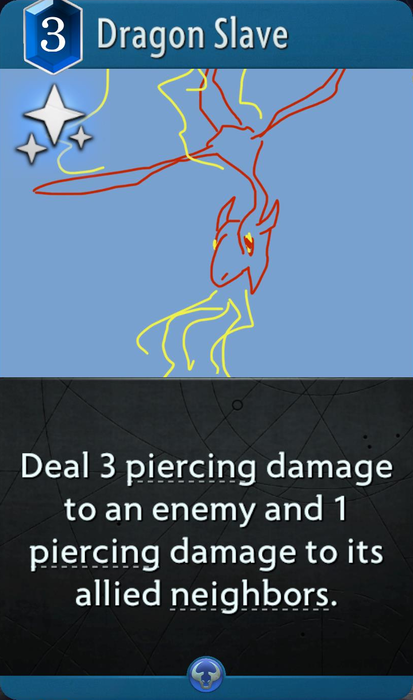 3
Dragon Slave
Deal 3 piercing damage
to an enemy and 1
piercing damage to its
allied neighbors.